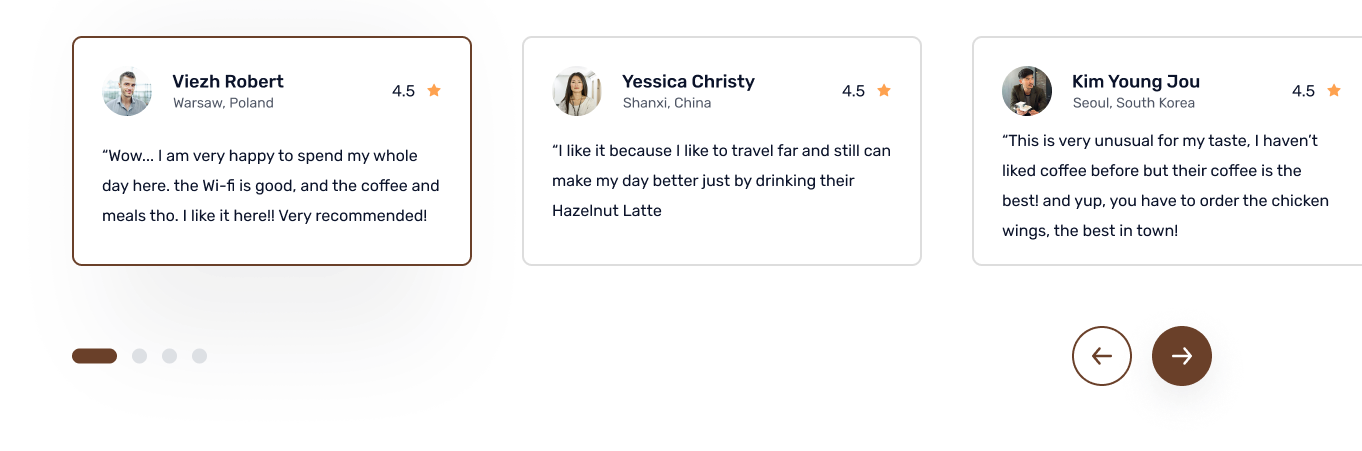 Viezh Robert
Warsaw, Poland
4.5
“Wow... I am very happy to spend my whole
day here. the Wi-fi is good, and the coffee and
meals tho. I like it here!! Very recommended!
Yessica Christy
Shanxi, China
4.5
“I like it because I like to travel far and still can
make my day better just by drinking their
Hazelnut Latte
Kim Young Jou
Seoul, South Korea
4.5
“This is very unusual for my taste, I haven’t
liked coffee before but their coffee is the
best! and yup, you have to order the chicken
wings, the best in town!